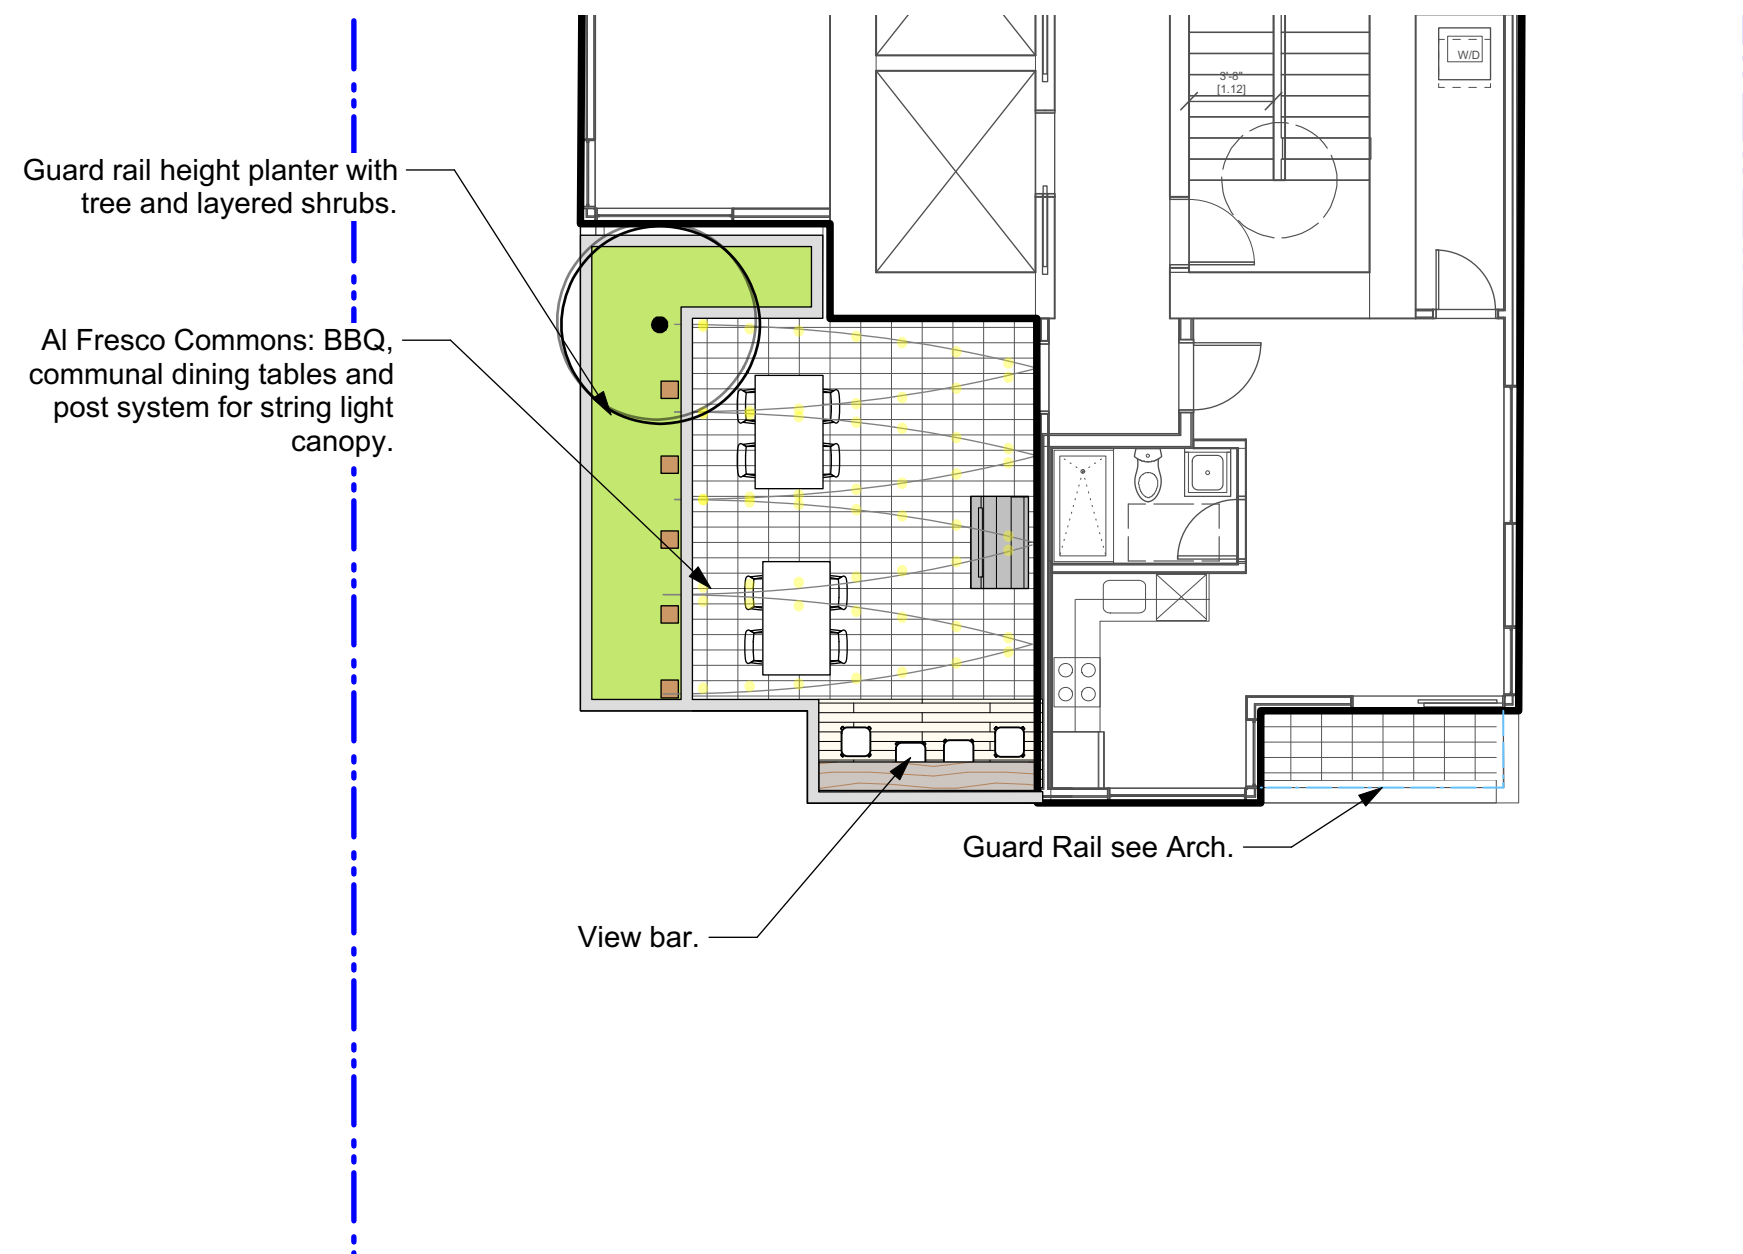 W/D
3'-8"
[1.12]
Guard rail height planter with
tree and layered shrubs.
Al Fresco Commons: BBQ,
communal dining tables and
post system for string light
canopy.
Guard Rail see Arch.
View bar.